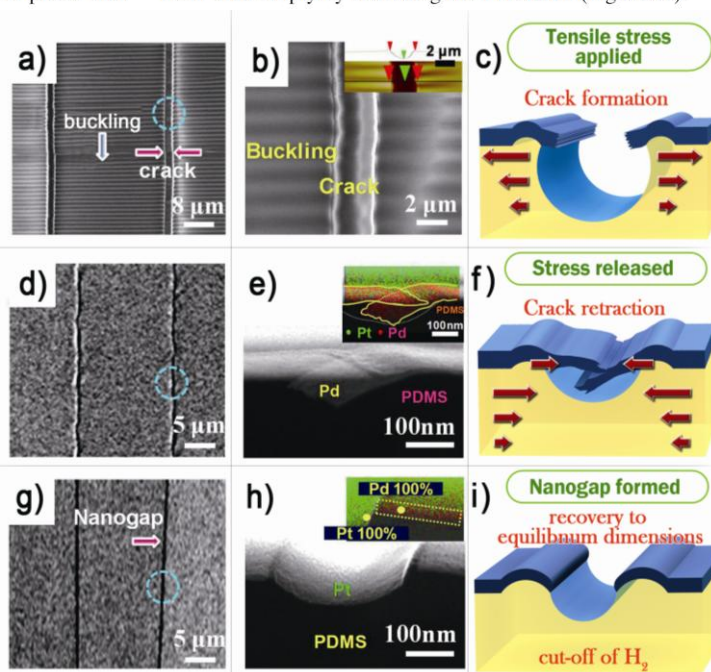 a)
buckling
crack
8 μm
b)
2 μm
Buckling
Crack
2 μm
c)
Tensile stress
applied
Crack formation
d)
5 μm
e)
PDMS
Pt Pd 100nm
Pd
PDMS
100nm
f)
Stress released
Crack retraction
g)
Nanogap
5 μm
h)
Pd 100%
Pt 100%
Pt
PDMS
100nm
i)
Nanogap formed
recovery to
equilibnum dimensions
cut-off of H₂